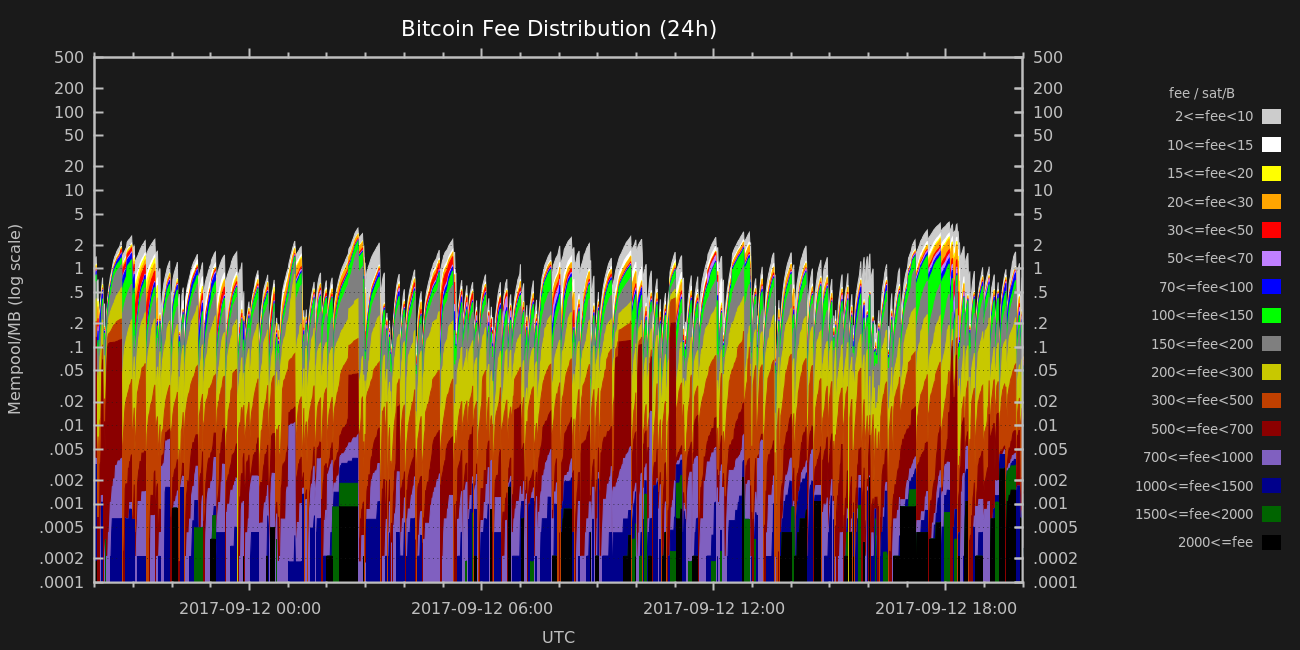 Bitcoin Fee Distribution (24h)
Mempool/MB (log scale)
500
200
100
50
20
10
5
2
1
.5
.2
.1
.05
.02
.01
.005
.002
.001
.0005
.0002
.0001
500
200
100
50
20
10
5
2
1
.5
.2
.1
.05
.02
.01
.005
.002
.001
.0005
.0002
.0001
2017-09-12 00:00
2017-09-12 06:00
2017-09-12 12:00
2017-09-12 18:00
UTC
fee / sat/B
2<=fee<10
10<=fee<15
15<=fee<20
20<=fee<30
30<=fee<50
50<=fee<70
70<=fee<100
100<=fee<150
150<=fee<200
200<=fee<300
300<=fee<500
500<=fee<700
700<=fee<1000
1000<=fee<1500
1500<=fee<2000
2000<=fee